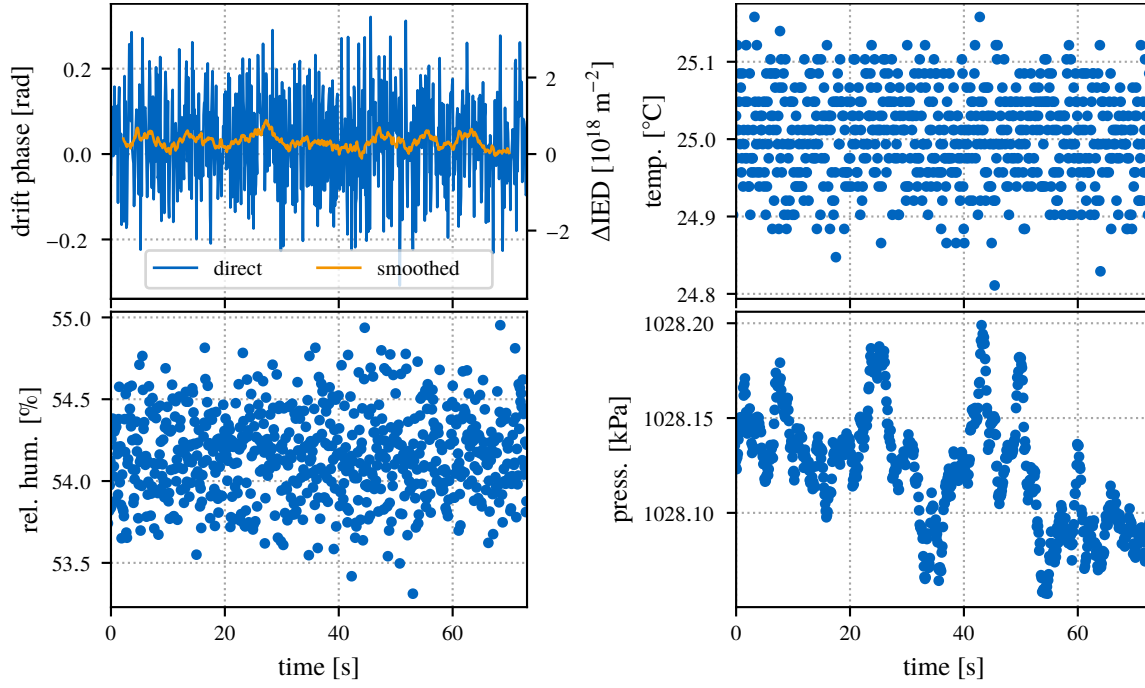 drift phase [rad]
0.2
0.0
−0.2
2
0
−2
ΔIED [10¹⁸ m⁻²]
direct
smoothed
temp. [°C]
25.1
25.0
24.9
24.8
rel. hum. [%]
55.0
54.5
54.0
53.5
0 20 40 60
time [s]
press. [kPa]
1028.20
1028.15
1028.10
0 20 40 60
time [s]